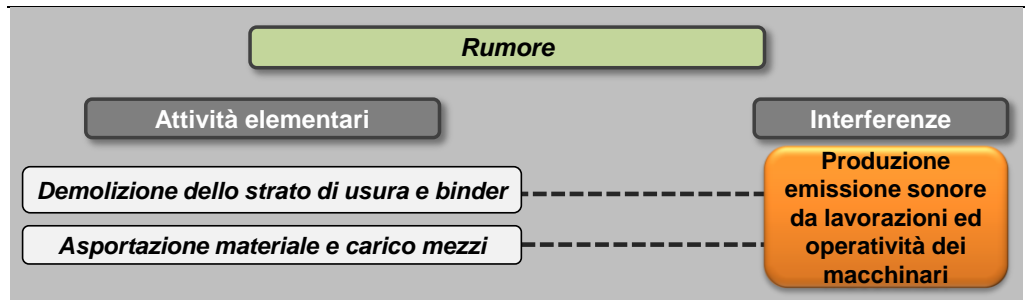 Rumore
Attività elementari
Interferenze
Demolizione dello strato di usura e binder
Asportazione materiale e carico mezzi
Produzione
emissione sonore
da lavorazioni ed
operatività dei
macchinari